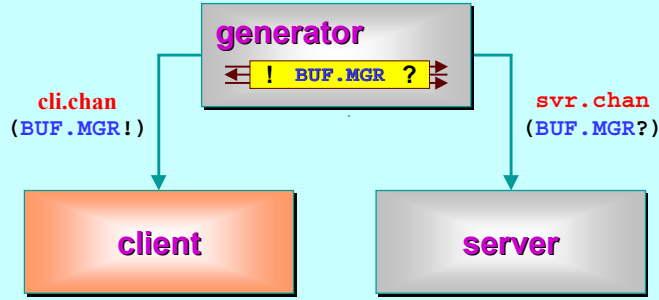 generator
! BUF.MGR ?
cli.chan
(BUF.MGR!)
svr.chan
(BUF.MGR?)
client
server